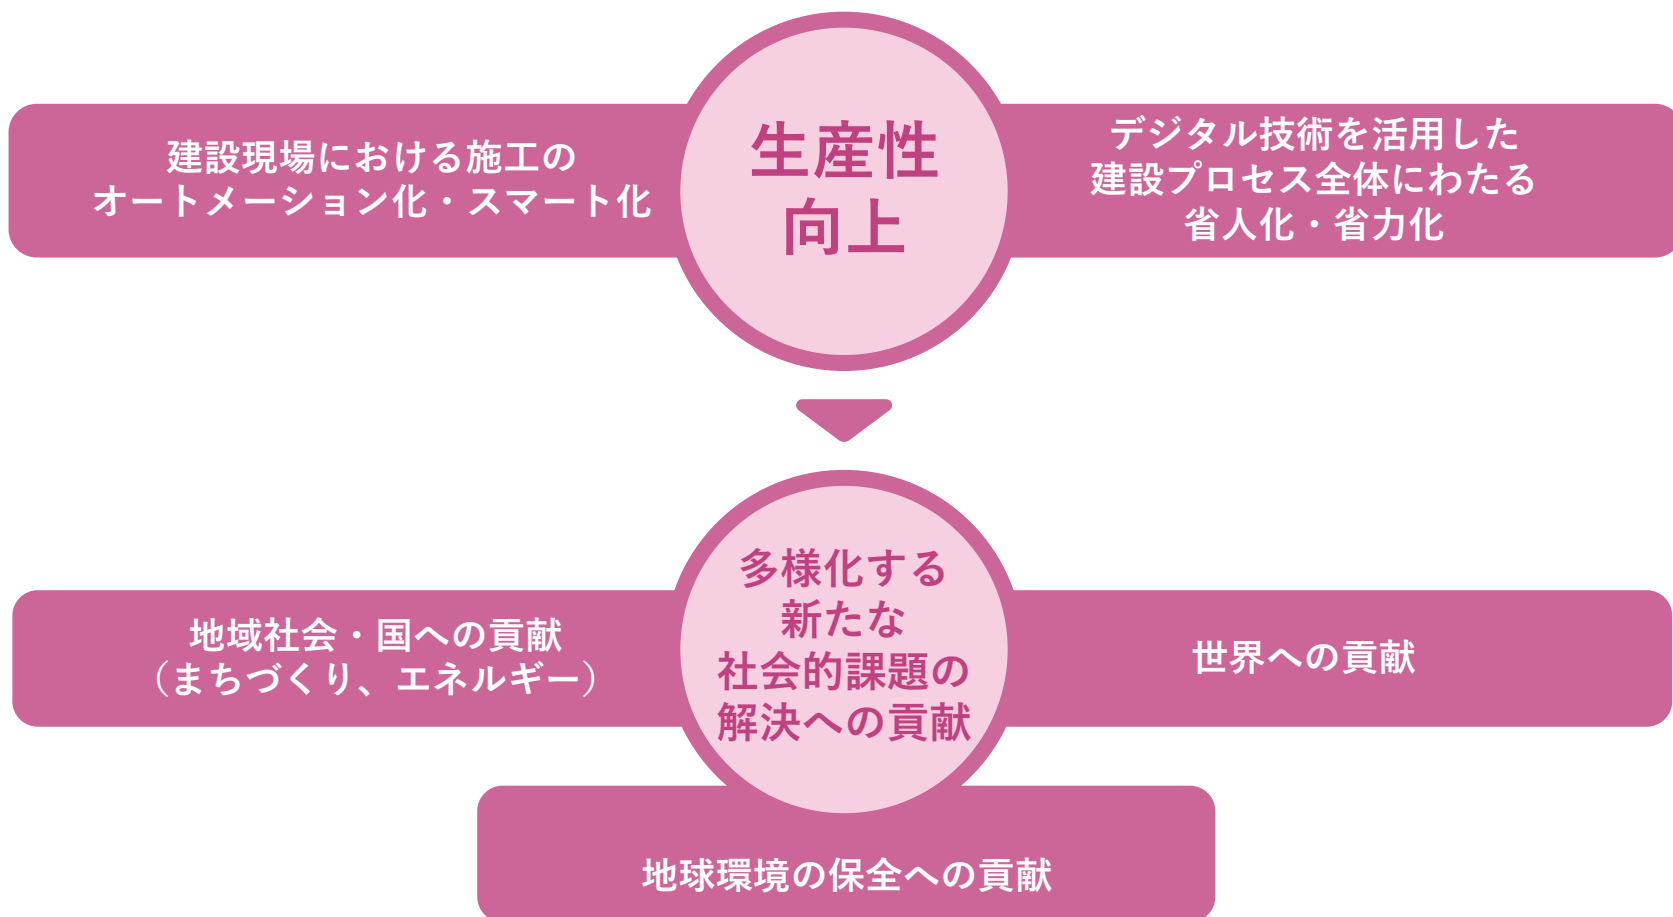 建設現場における施工の
オートメーション化・スマート化
生産性
向上
デジタル技術を活用した
建設プロセス全体にわたる
省人化・省力化
多様化する
新たな
社会的課題の
解決への貢献
地域社会・国への貢献
（まちづくり、エネルギー）
世界への貢献
地球環境の保全への貢献